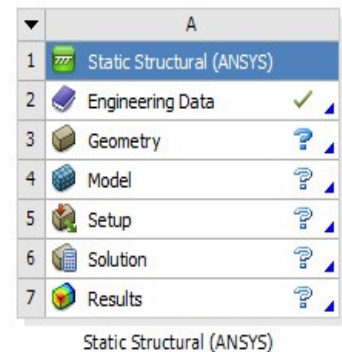 A
1 Static Structural (ANSYS)
2 Engineering Data
3 Geometry ?
4 Model ?
5 Setup ?
6 Solution ?
7 Results ?
Static Structural (ANSYS)